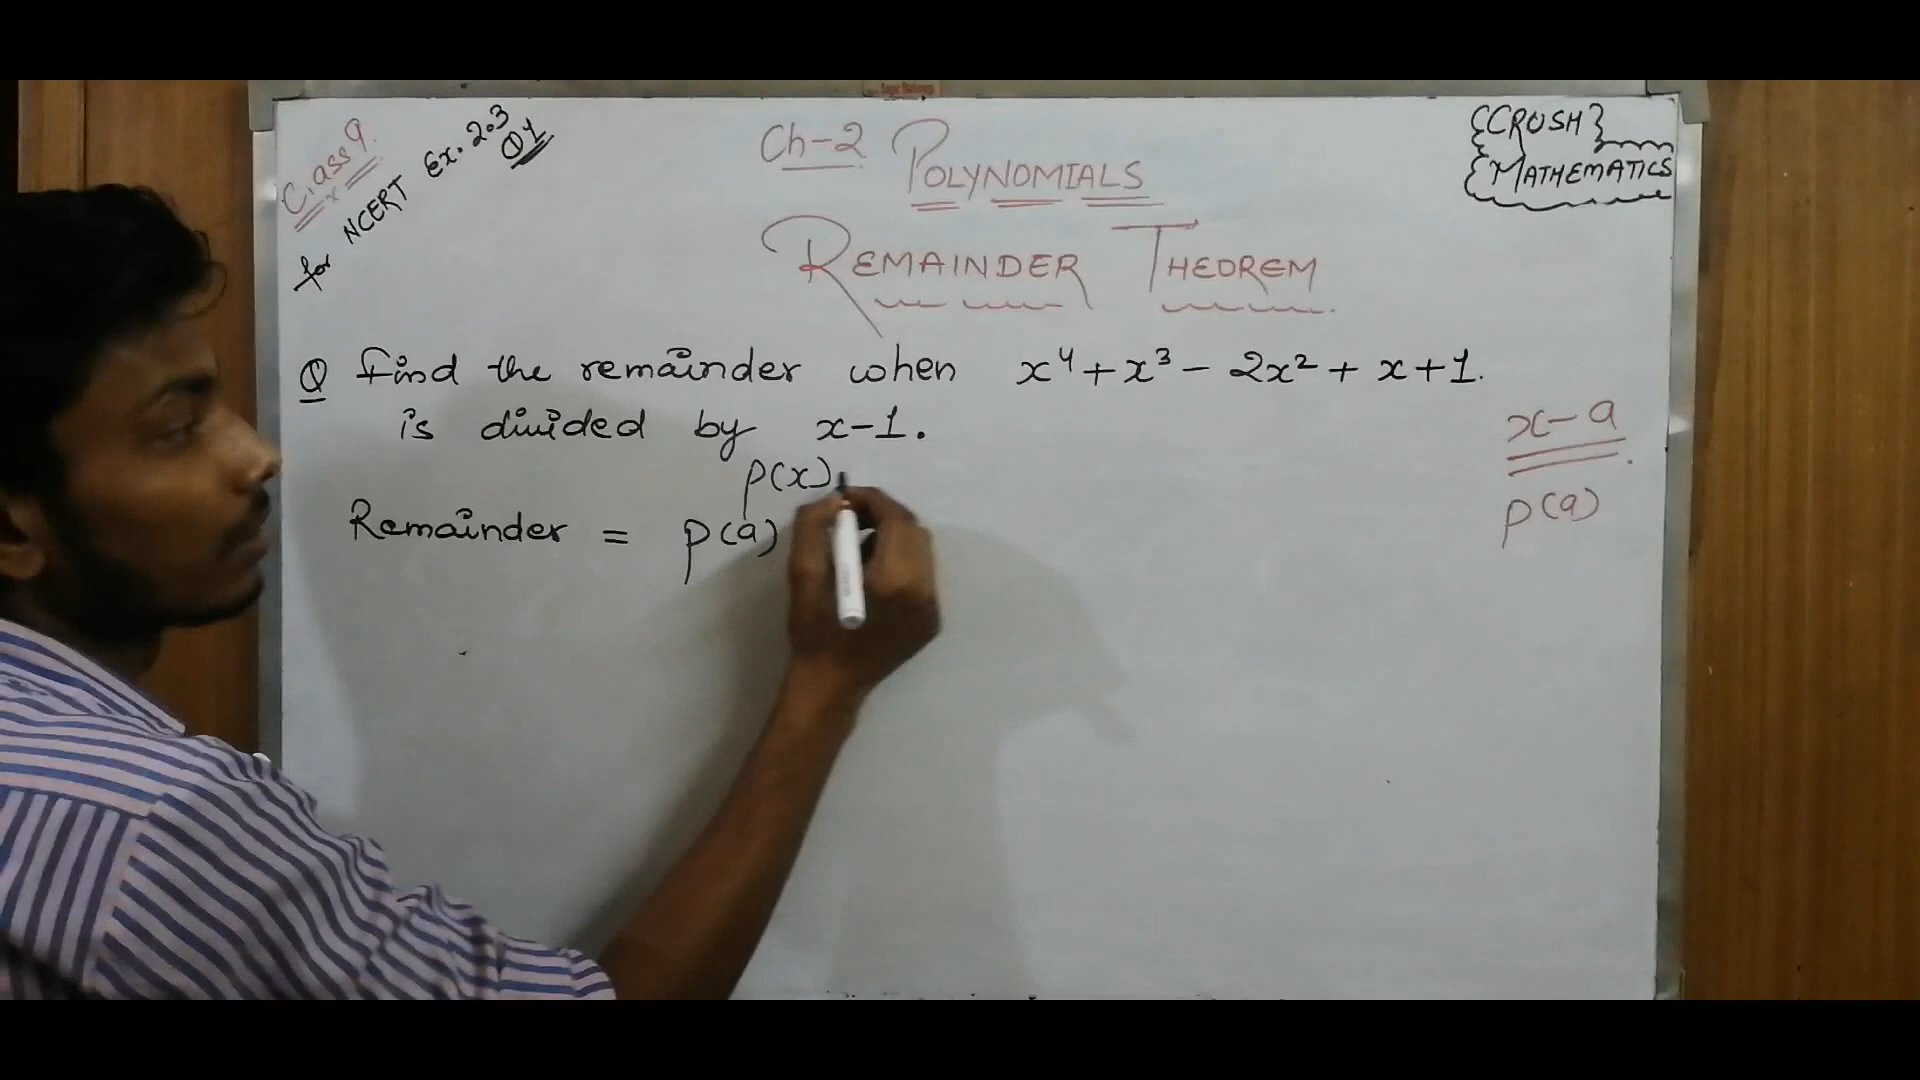 Class 9
for NCERT Ex. 2.3
Q1
Ch-2 POLYNOMIALS
REMAINDER THEOREM
CRUSH
MATHEMATICS
Q Find the remainder when x⁴+x³-2x²+x+1.
is divided by x-1.
p(x)
Remainder = p(a)
x-a
p(a)